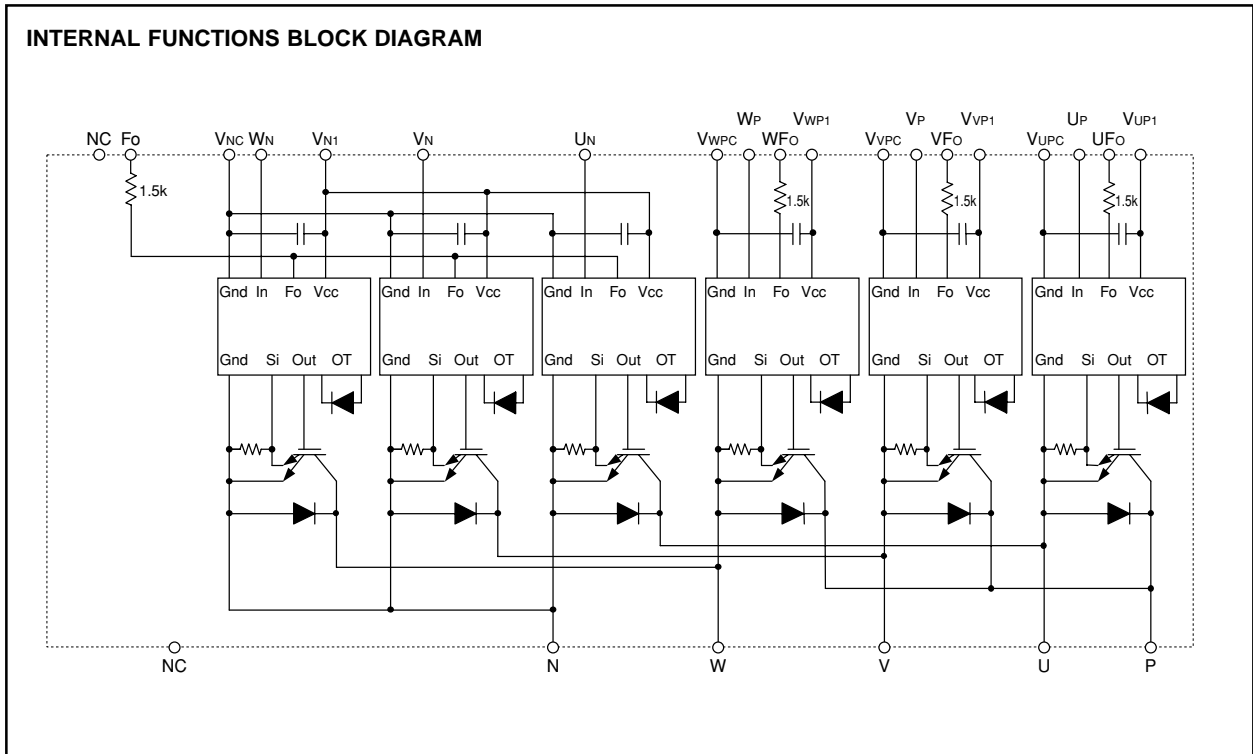 INTERNAL FUNCTIONS BLOCK DIAGRAM
WP VWP1 VP VVP1 UP VUP1
NC FO VNC WN VN1 VN UN VWPC WFO VVPC VFO VUPC UFO
1.5k 1.5k 1.5k 1.5k
Gnd In Fo Vcc Gnd In Fo Vcc Gnd In Fo Vcc Gnd In Fo Vcc Gnd In Fo Vcc Gnd In Fo Vcc
Gnd Si Out OT Gnd Si Out OT Gnd Si Out OT Gnd Si Out OT Gnd Si Out OT Gnd Si Out OT
NC N W V U P